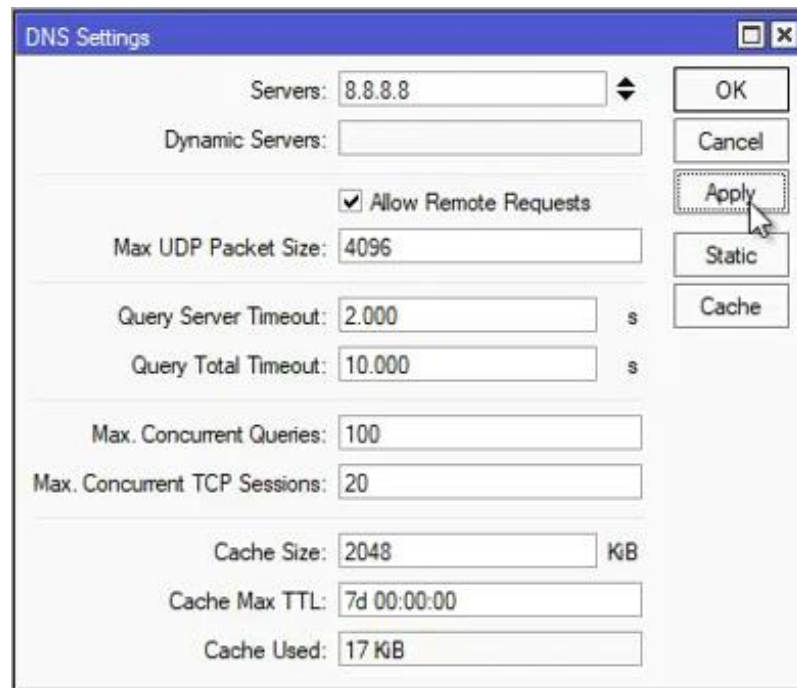 DNS Settings
Servers: 8.8.8.8 OK
Dynamic Servers: Cancel
Allow Remote Requests Apply
Max UDP Packet Size: 4096 Static
Query Server Timeout: 2.000 s Cache
Query Total Timeout: 10.000 s
Max. Concurrent Queries: 100
Max. Concurrent TCP Sessions: 20
Cache Size: 2048 KiB
Cache Max TTL: 7d 00:00:00
Cache Used: 17 KiB